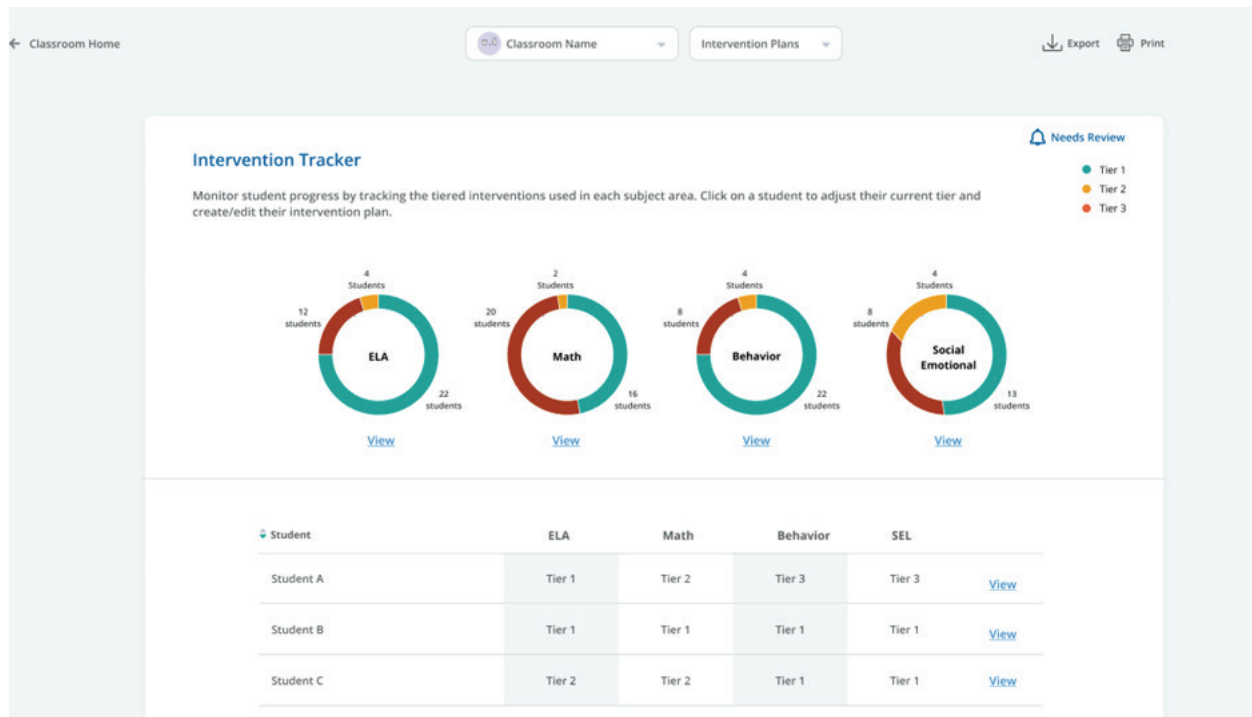 Classroom Home
Classroom Name
Intervention Plans
Export
Print
Needs Review
Intervention Tracker
Tier 1
Tier 2
Tier 3
Monitor student progress by tracking the tiered interventions used in each subject area. Click on a student to adjust their current tier and
create/edit their intervention plan.
4
Students
12
students
ELA
22
students
View
2
Students
20
students
Math
16
students
View
4
Students
8
students
Behavior
22
students
View
4
Students
8
students
Social
Emotional
13
students
View
Student ELA Math Behavior SEL
Student A Tier 1 Tier 2 Tier 3 Tier 3 View
Student B Tier 1 Tier 1 Tier 1 Tier 1 View
Student C Tier 2 Tier 2 Tier 1 Tier 1 View